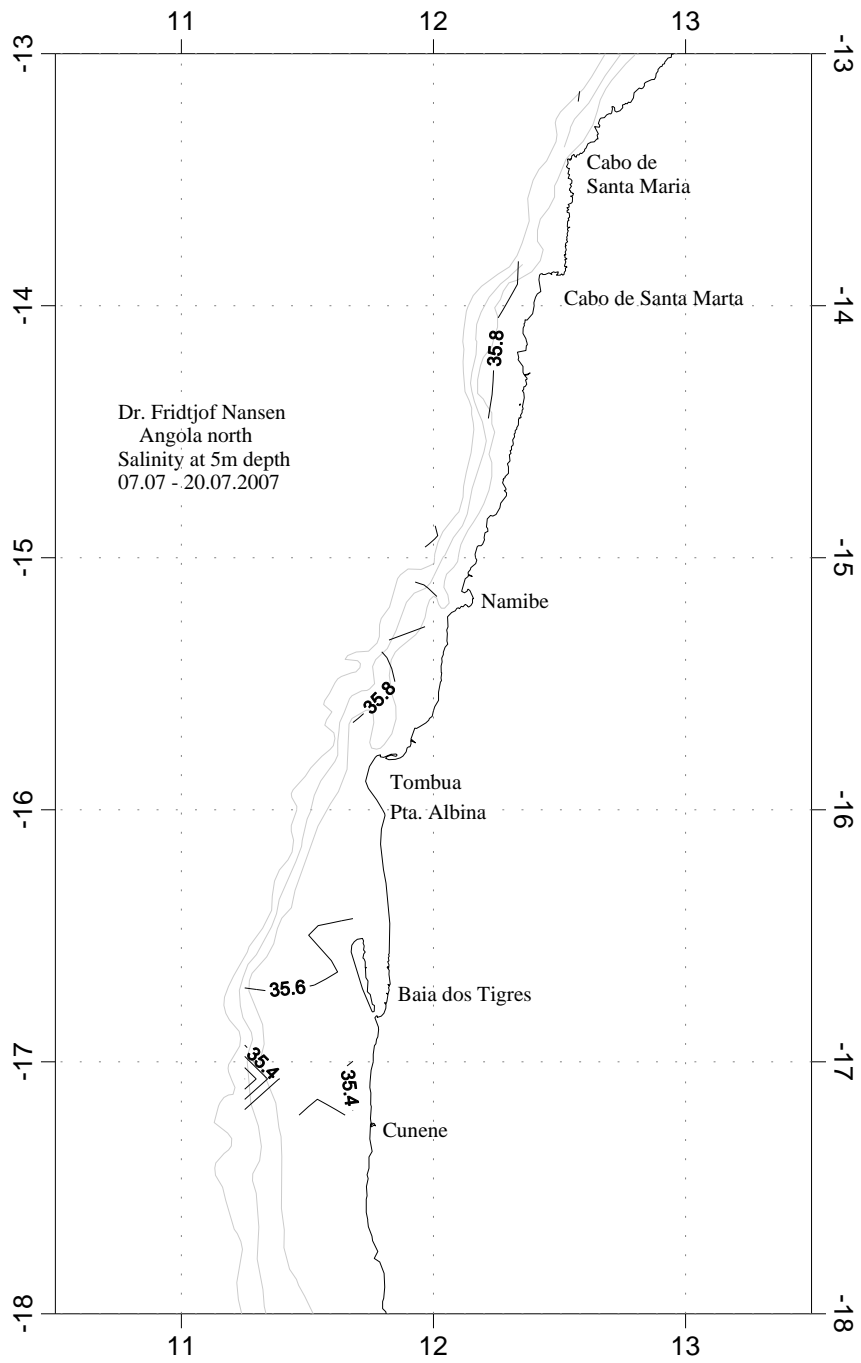 11 12 13
-13 -13
Cabo de
Santa Maria
Cabo de Santa Marta
-14 -14
35.8
Dr. Fridtjof Nansen
Angola north
Salinity at 5m depth
07.07 - 20.07.2007
-15 -15
Namibe
35.8
Tombua
-16 Pta. Albina -16
35.6
Baia dos Tigres
-17 35.4 -17
35.4
Cunene
-18 -18
11 12 13